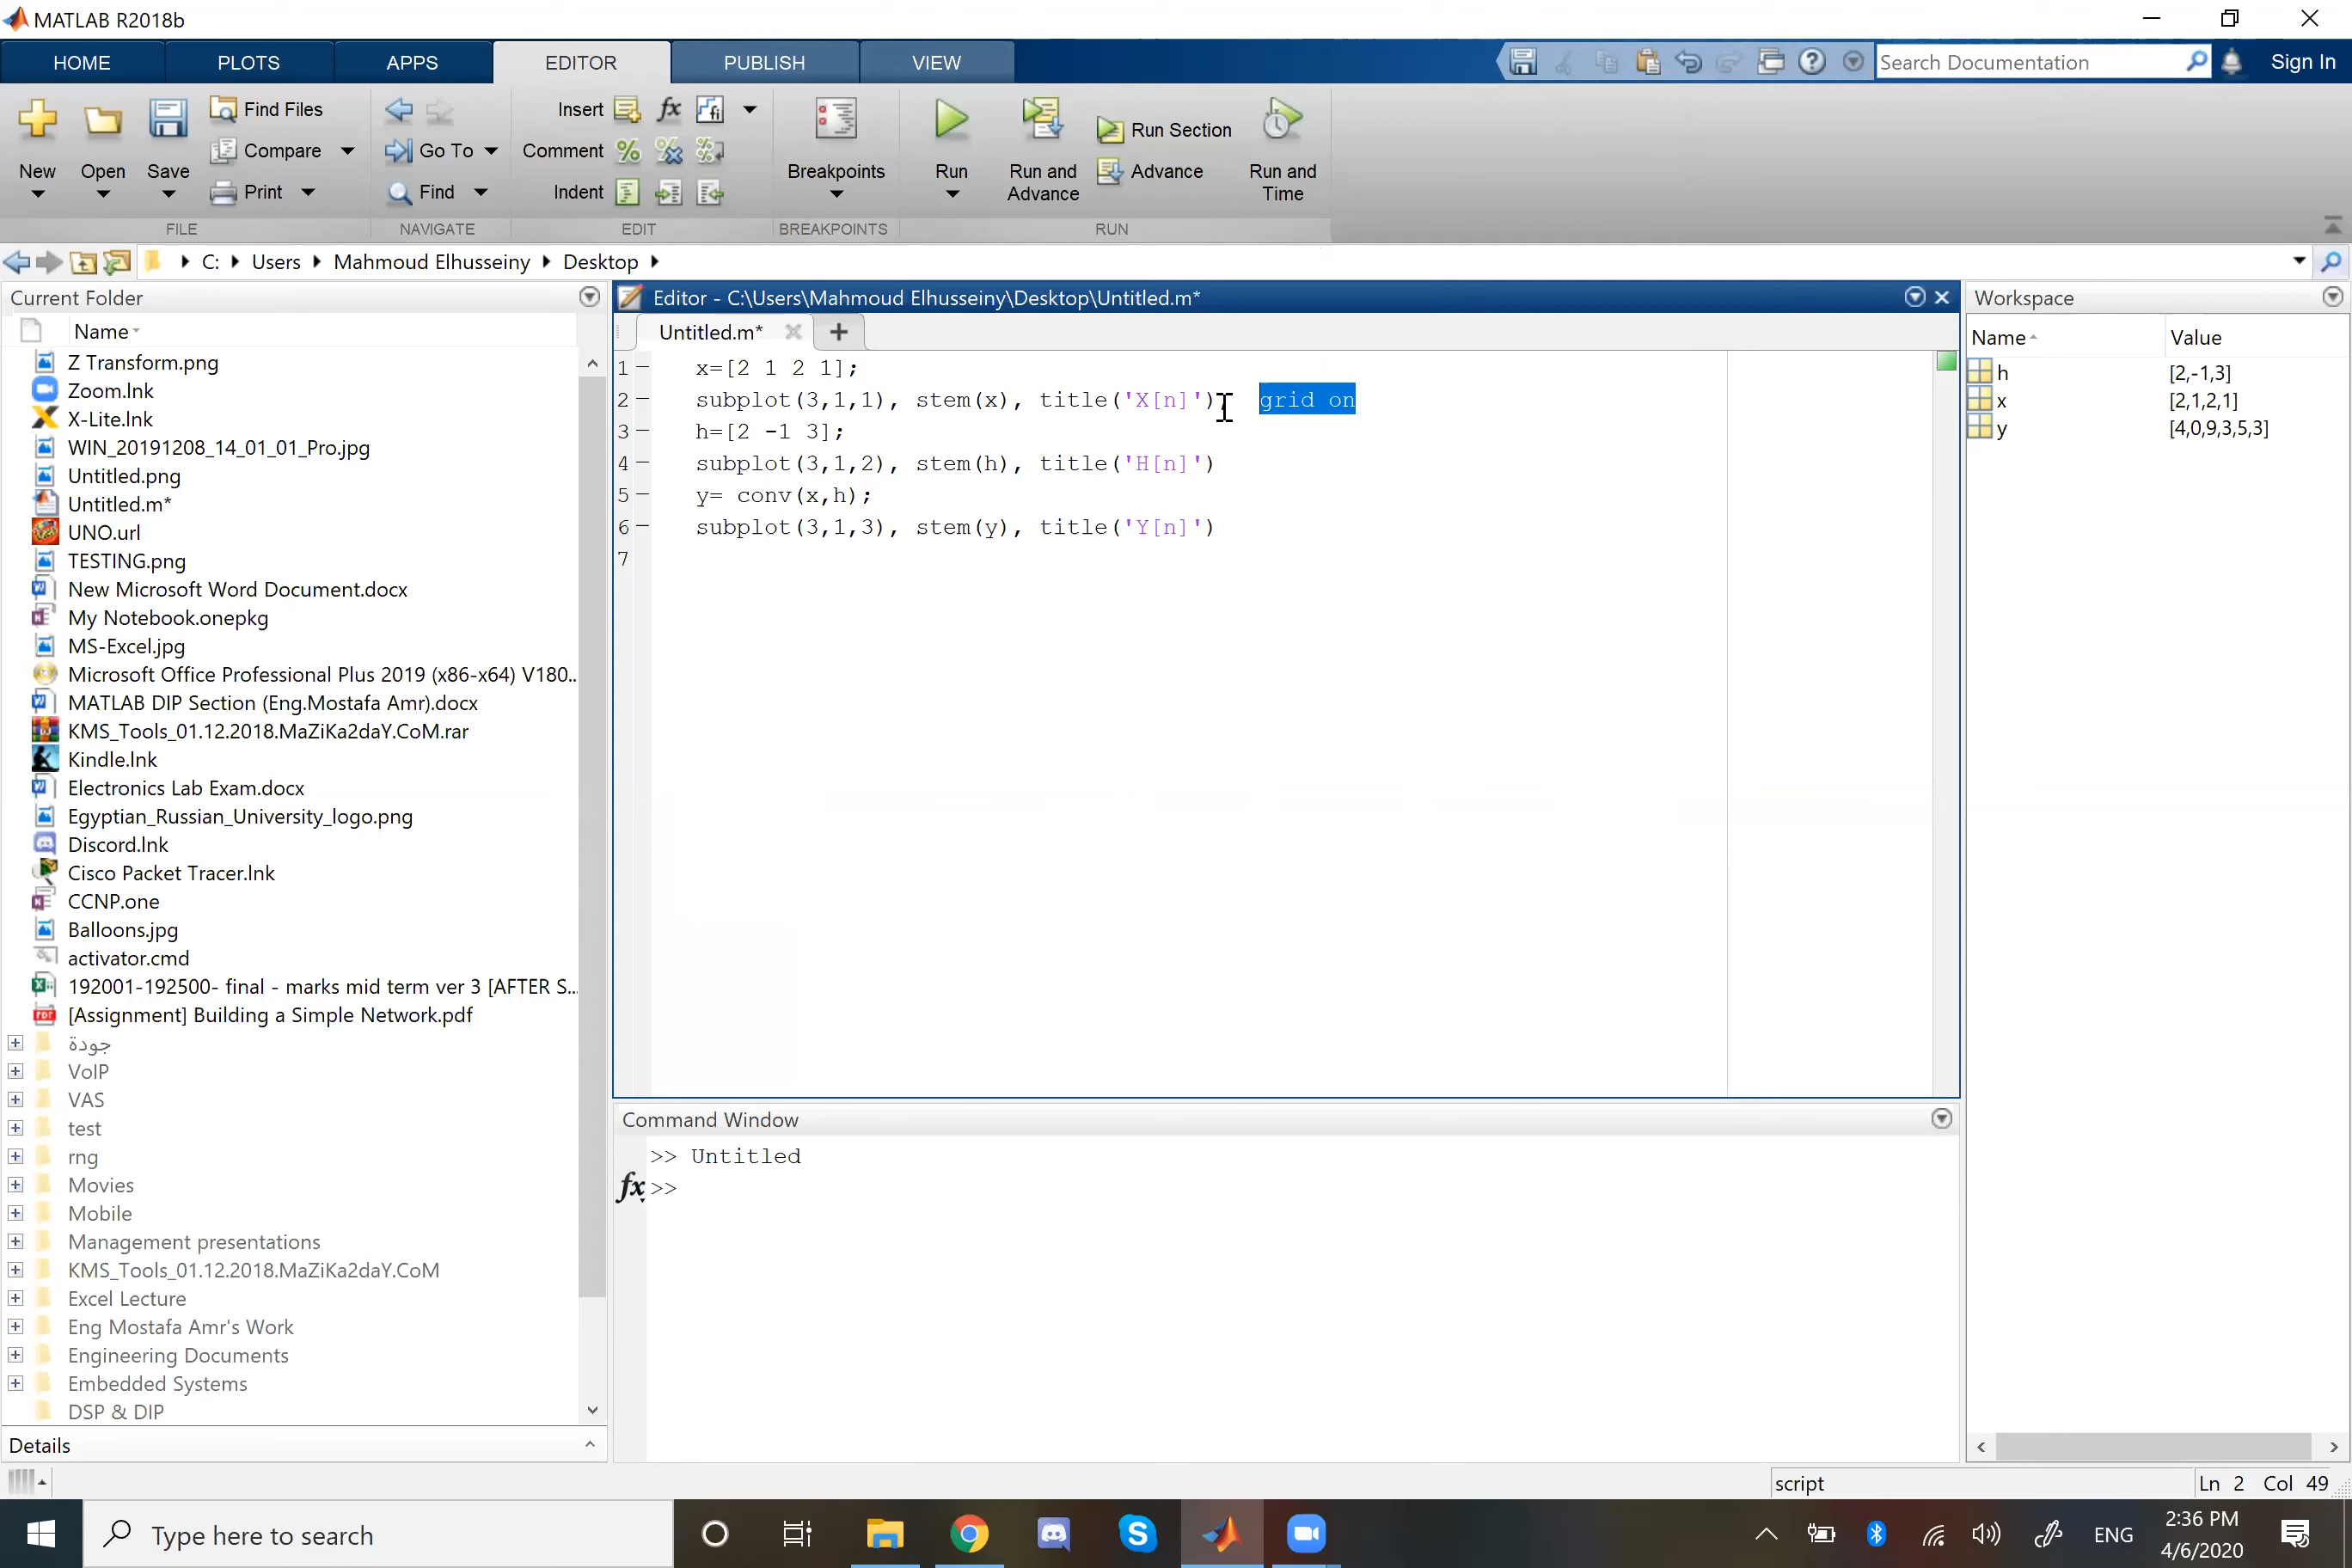 MATLAB R2018b
HOME PLOTS APPS EDITOR PUBLISH VIEW
Search Documentation
Sign In
New
Open
Save
Find Files
Compare
Print
FILE
Go To
Find
NAVIGATE
Insert
Comment
Indent
EDIT
Breakpoints
BREAKPOINTS
Run
Run and
Advance
Run Section
Advance
Run and
Time
RUN
C: Users Mahmoud Elhusseiny Desktop
Current Folder
Name
Z Transform.png
Zoom.lnk
X-Lite.lnk
WIN_20191208_14_01_01_Pro.jpg
Untitled.png
Untitled.m*
UNO.url
TESTING.png
New Microsoft Word Document.docx
My Notebook.onepkg
MS-Excel.jpg
Microsoft Office Professional Plus 2019 (x86-x64) V180...
MATLAB DIP Section (Eng.Mostafa Amr).docx
KMS_Tools_01.12.2018.MaZiKa2daY.CoM.rar
Kindle.lnk
Electronics Lab Exam.docx
Egyptian_Russian_University_logo.png
Discord.lnk
Cisco Packet Tracer.lnk
CCNP.one
Balloons.jpg
activator.cmd
192001-192500- final - marks mid term ver 3 [AFTER S...
[Assignment] Building a Simple Network.pdf
جودة
VoIP
VAS
test
rng
Movies
Mobile
Management presentations
KMS_Tools_01.12.2018.MaZiKa2daY.CoM
Excel Lecture
Eng Mostafa Amr's Work
Engineering Documents
Embedded Systems
DSP & DIP
Details
Editor - C:\Users\Mahmoud Elhusseiny\Desktop\Untitled.m*
Untitled.m*
1 x=[2 1 2 1];
2 subplot(3,1,1), stem(x), title('X[n]'), grid on
3 h=[2 -1 3];
4 subplot(3,1,2), stem(h), title('H[n]')
5 y= conv(x,h);
6 subplot(3,1,3), stem(y), title('Y[n]')
7
Command Window
>> Untitled
fx >>
Workspace
Name Value
h [2,-1,3]
x [2,1,2,1]
y [4,0,9,3,5,3]
script
Ln 2 Col 49
Type here to search
ENG
2:36 PM
4/6/2020